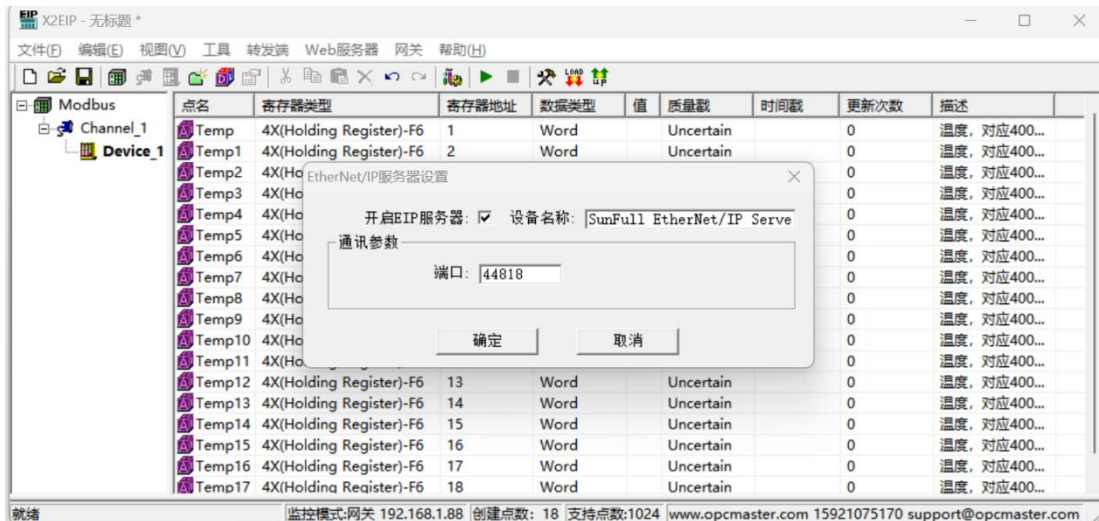 EIP X2EIP - 无标题 *
文件(F) 编辑(E) 视图(V) 工具 转发端 Web服务器 网关 帮助(H)
LOAD UP
Modbus
Channel_1
Device_1
点名 寄存器类型 寄存器地址 数据类型 值 质量戳 时间戳 更新次数 描述
Temp 4X(Holding Register)-F6 1 Word Uncertain 0 温度，对应400...
Temp1 4X(Holding Register)-F6 2 Word Uncertain 0 温度，对应400...
Temp2 4X(Ho 0 温度，对应400...
Temp3 4X(Ho 0 温度，对应400...
Temp4 4X(Ho 0 温度，对应400...
Temp5 4X(Ho 0 温度，对应400...
Temp6 4X(Ho 0 温度，对应400...
Temp7 4X(Ho 0 温度，对应400...
Temp8 4X(Ho 0 温度，对应400...
Temp9 4X(Ho 0 温度，对应400...
Temp10 4X(Ho 0 温度，对应400...
Temp11 4X(Ho 0 温度，对应400...
Temp12 4X(Holding Register)-F6 13 Word Uncertain 0 温度，对应400...
Temp13 4X(Holding Register)-F6 14 Word Uncertain 0 温度，对应400...
Temp14 4X(Holding Register)-F6 15 Word Uncertain 0 温度，对应400...
Temp15 4X(Holding Register)-F6 16 Word Uncertain 0 温度，对应400...
Temp16 4X(Holding Register)-F6 17 Word Uncertain 0 温度，对应400...
Temp17 4X(Holding Register)-F6 18 Word Uncertain 0 温度，对应400...
EtherNet/IP服务器设置
开启EIP服务器: 设备名称: SunFull EtherNet/IP Serve
通讯参数
端口: 44818
确定 取消
就绪 监控模式:网关 192.168.1.88 创建点数: 18 支持点数:1024 www.opcmaster.com 15921075170 support@opcmaster.com